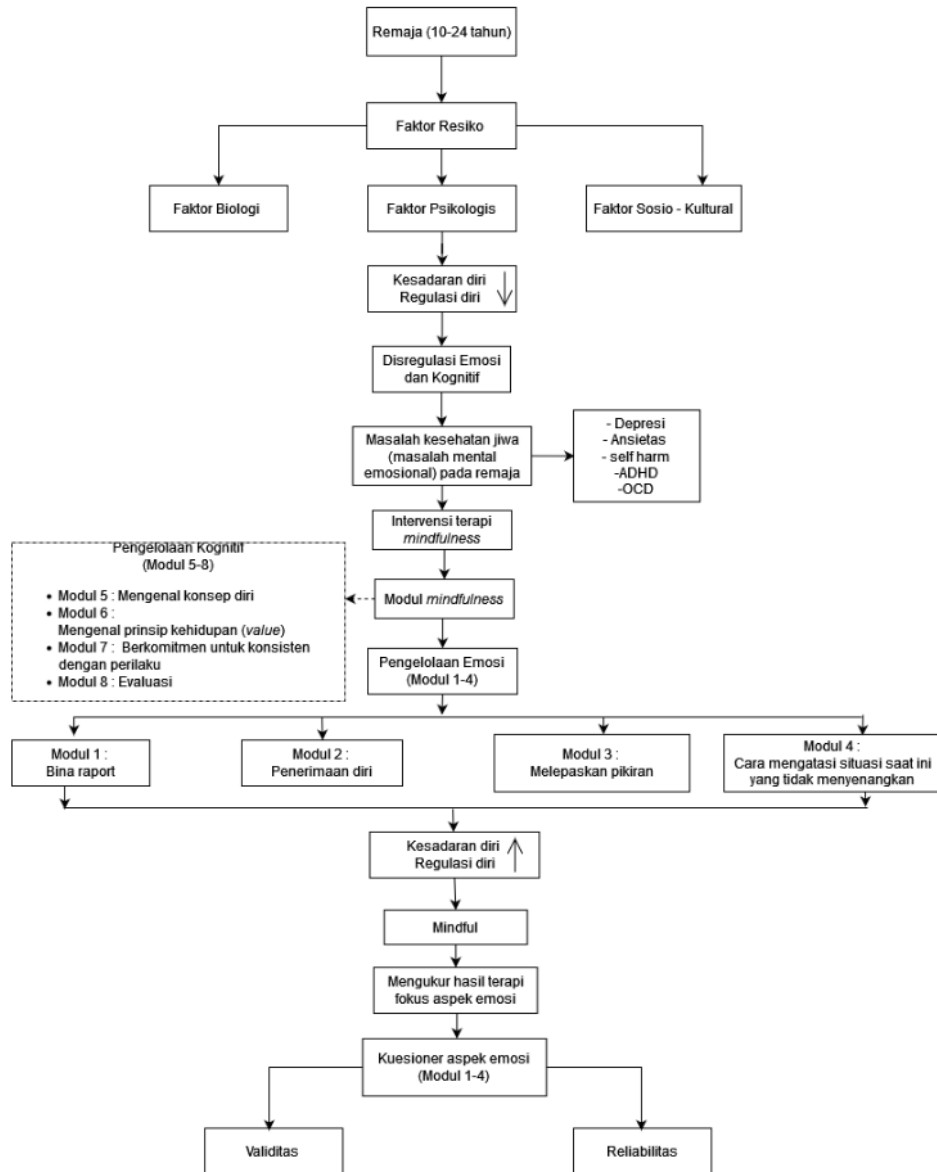 Remaja (10-24 tahun)
Faktor Resiko
Faktor Biologi
Faktor Psikologis
Faktor Sosio - Kultural
Kesadaran diri
Regulasi diri
Disregulasi Emosi
dan Kognitif
Masalah kesehatan jiwa
(masalah mental
emosional) pada remaja
- Depresi
- Ansietas
- self harm
-ADHD
-OCD
Intervensi terapi
mindfulness
Pengelolaan Kognitif
(Modul 5-8)
• Modul 5 : Mengenal konsep diri
• Modul 6 :
Mengenal prinsip kehidupan (value)
• Modul 7 : Berkomitmen untuk konsisten
dengan perilaku
• Modul 8 : Evaluasi
Modul mindfulness
Pengelolaan Emosi
(Modul 1-4)
Modul 1 :
Bina raport
Modul 2 :
Penerimaan diri
Modul 3 :
Melepaskan pikiran
Modul 4 :
Cara mengatasi situasi saat ini
yang tidak menyenangkan
Kesadaran diri
Regulasi diri
Mindful
Mengukur hasil terapi
fokus aspek emosi
Kuesioner aspek emosi
(Modul 1-4)
Validitas
Reliabilitas